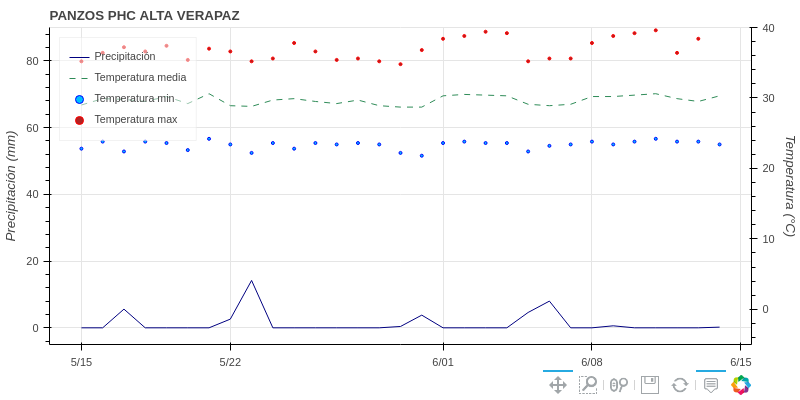 PANZOS PHC ALTA VERAPAZ
Precipitación
Temperatura media
Temperatura min
Temperatura max
Precipitación (mm)
80
60
40
20
0
Temperatura (°C)
40
30
20
10
0
5/15
5/22
6/01
6/08
6/15